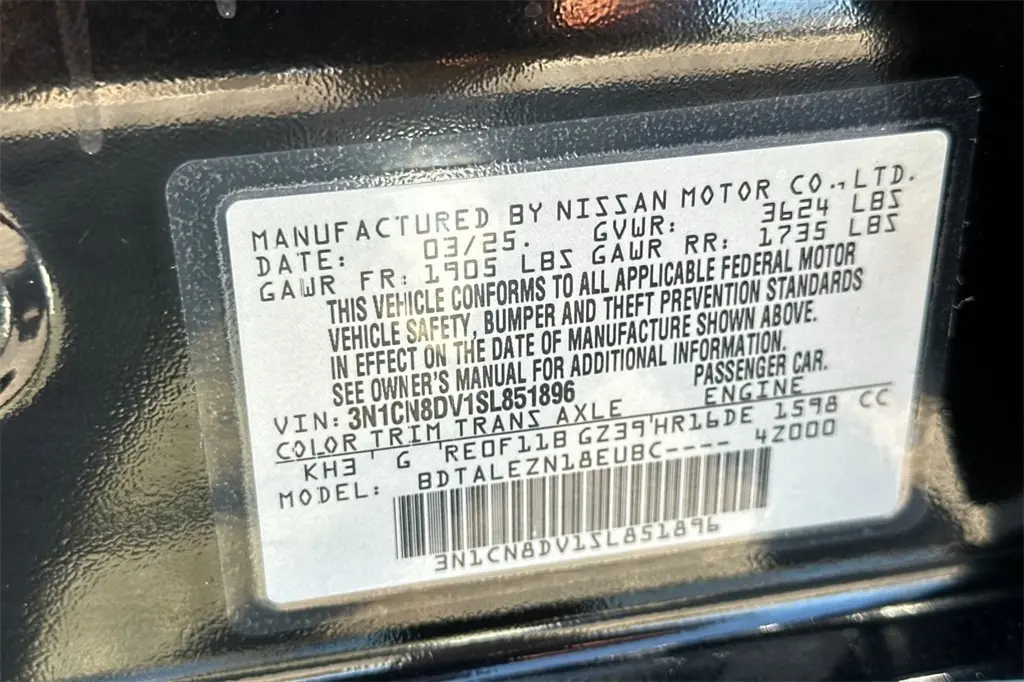 MANUFACTURED BY NISSAN MOTOR CO., LTD.
DATE: 03/25. GVWR: 3624 LBS
GAWR FR: 1905 LBS GAWR RR: 1735 LBS
THIS VEHICLE CONFORMS TO ALL APPLICABLE FEDERAL MOTOR
VEHICLE SAFETY, BUMPER AND THEFT PREVENTION STANDARDS
IN EFFECT ON THE DATE OF MANUFACTURE SHOWN ABOVE.
SEE OWNER'S MANUAL FOR ADDITIONAL INFORMATION.
VIN: 3N1CN8DV1SL851896 PASSENGER CAR.
COLOR TRIM TRANS AXLE ENGINE
KH3 ' G 'RE0F11B GZ39'HR16DE 1598 CC
MODEL: BDTALEZN18EUBC---- 4Z000
3N1CN8DV1SL851896